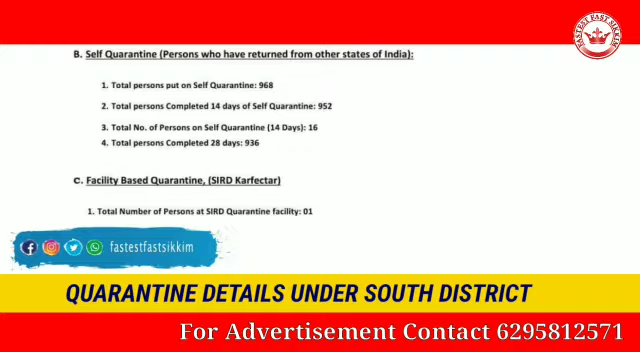 FASTEST FAST SIKKIM
B. Self Quarantine (Persons who have returned from other states of India):
1. Total persons put on Self Quarantine: 968
2. Total persons Completed 14 days of Self Quarantine: 952
3. Total No. of Persons on Self Quarantine (14 Days): 16
4. Total persons Completed 28 days: 936
C. Facility Based Quarantine, (SIRD Karfectar)
1. Total Number of Persons at SIRD Quarantine facility: 01
fastestfastsikkim
QUARANTINE DETAILS UNDER SOUTH DISTRICT
For Advertisement Contact 6295812571